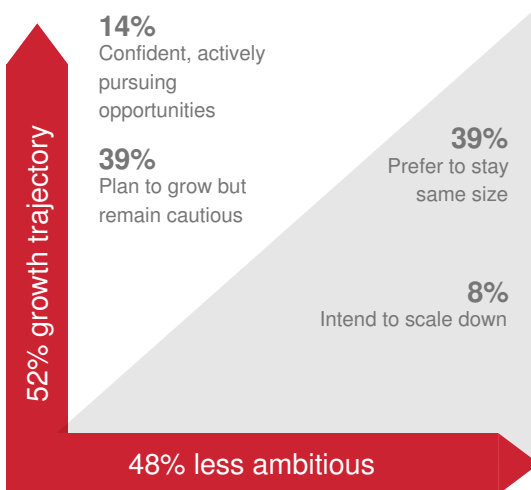 14%
Confident, actively
pursuing
opportunities
39%
Plan to grow but
remain cautious
39%
Prefer to stay
same size
8%
Intend to scale down
52% growth trajectory
48% less ambitious